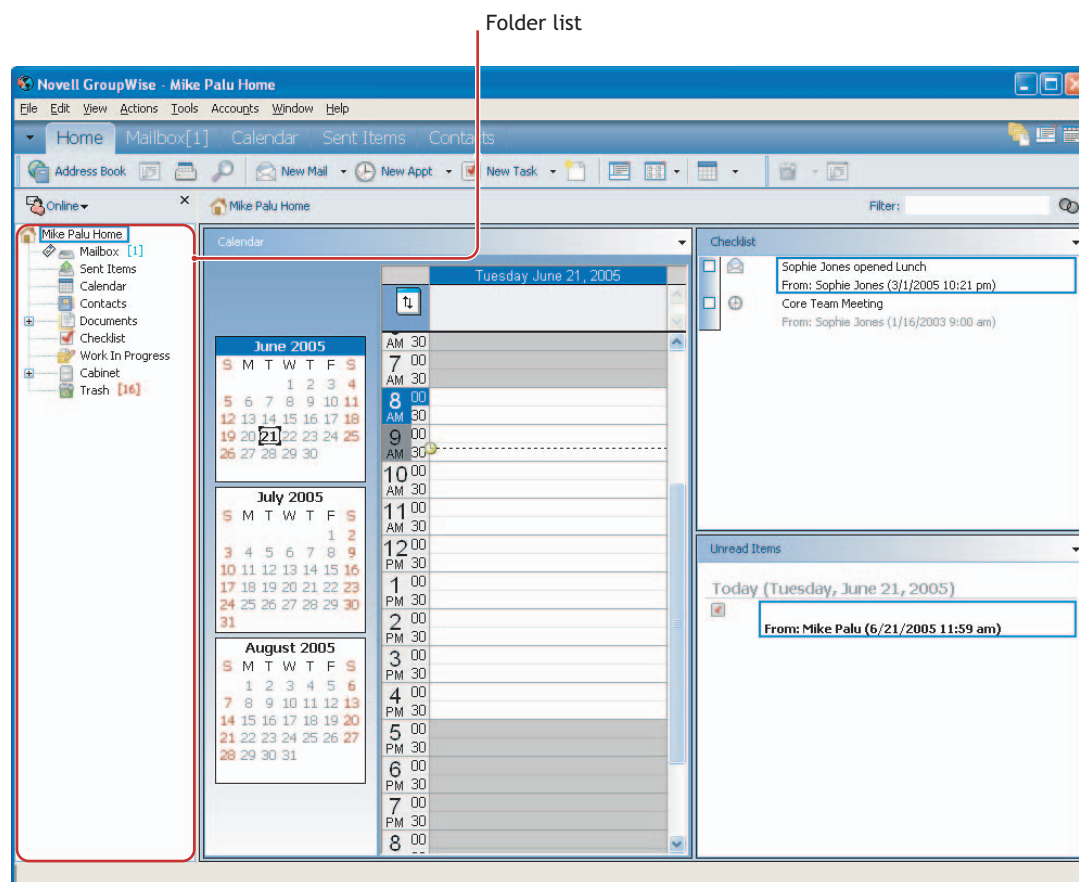 Folder list
Novell GroupWise - Mike Palu Home
File Edit View Actions Tools Accounts Window Help
Home Mailbox[1] Calendar Sent Items Contacts
Address Book New Mail New Appt New Task
Online Mike Palu Home Filter:
Mike Palu Home
Mailbox [1]
Sent Items
Calendar
Contacts
Documents
Checklist
Work In Progress
Cabinet
Trash [16]
Calendar
June 2005
S M T W T F S
1 2 3 4
5 6 7 8 9 10 11
12 13 14 15 16 17 18
19 20 21 22 23 24 25
26 27 28 29 30
July 2005
S M T W T F S
1 2
3 4 5 6 7 8 9
10 11 12 13 14 15 16
17 18 19 20 21 22 23
24 25 26 27 28 29 30
31
August 2005
S M T W T F S
1 2 3 4 5 6
7 8 9 10 11 12 13
14 15 16 17 18 19 20
21 22 23 24 25 26 27
28 29 30 31
Tuesday June 21, 2005
AM 30
7 00
AM 30
8 00
AM 30
9 00
AM 30
10 00
AM 30
11 00
AM 30
12 00
PM 30
1 00
PM 30
2 00
PM 30
3 00
PM 30
4 00
PM 30
5 00
PM 30
6 00
PM 30
7 00
PM 30
8 00
Checklist
Sophie Jones opened Lunch
From: Sophie Jones (3/1/2005 10:21 pm)
Core Team Meeting
From: Sophie Jones (1/16/2003 9:00 am)
Unread Items
Today (Tuesday, June 21, 2005)
From: Mike Palu (6/21/2005 11:59 am)